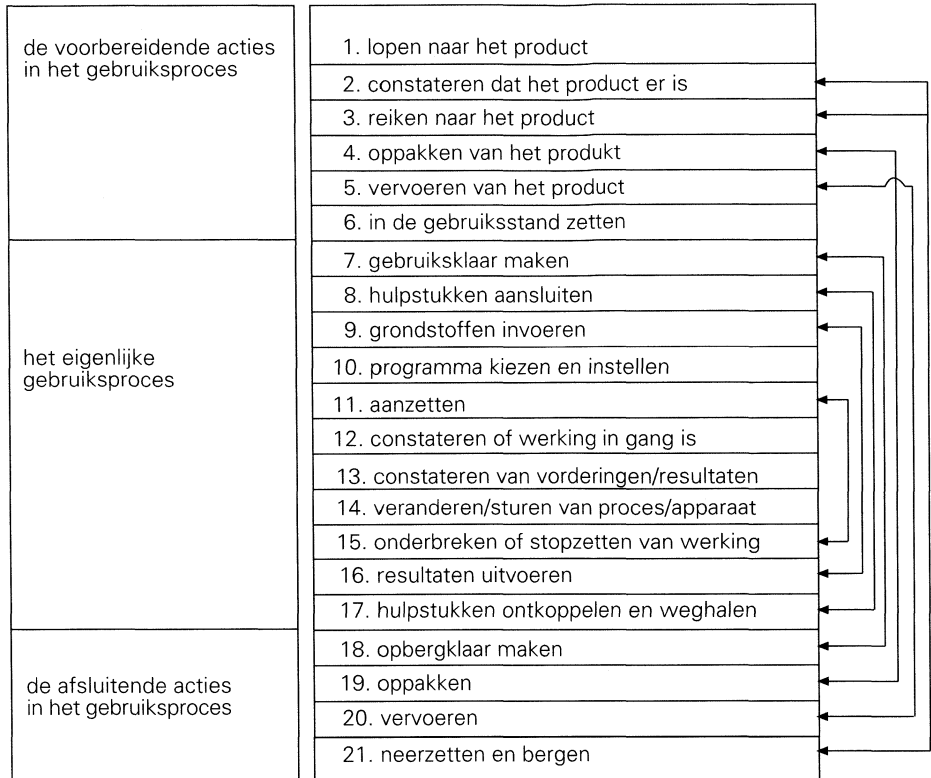 de voorbereidende acties
in het gebruiksproces
1. lopen naar het product
2. constateren dat het product er is
3. reiken naar het product
4. oppakken van het produkt
5. vervoeren van het product
6. in de gebruiksstand zetten
het eigenlijke
gebruiksproces
7. gebruiksklaar maken
8. hulpstukken aansluiten
9. grondstoffen invoeren
10. programma kiezen en instellen
11. aanzetten
12. constateren of werking in gang is
13. constateren van vorderingen/resultaten
14. veranderen/sturen van proces/apparaat
15. onderbreken of stopzetten van werking
16. resultaten uitvoeren
17. hulpstukken ontkoppelen en weghalen
de afsluitende acties
in het gebruiksproces
18. opbergklaar maken
19. oppakken
20. vervoeren
21. neerzetten en bergen